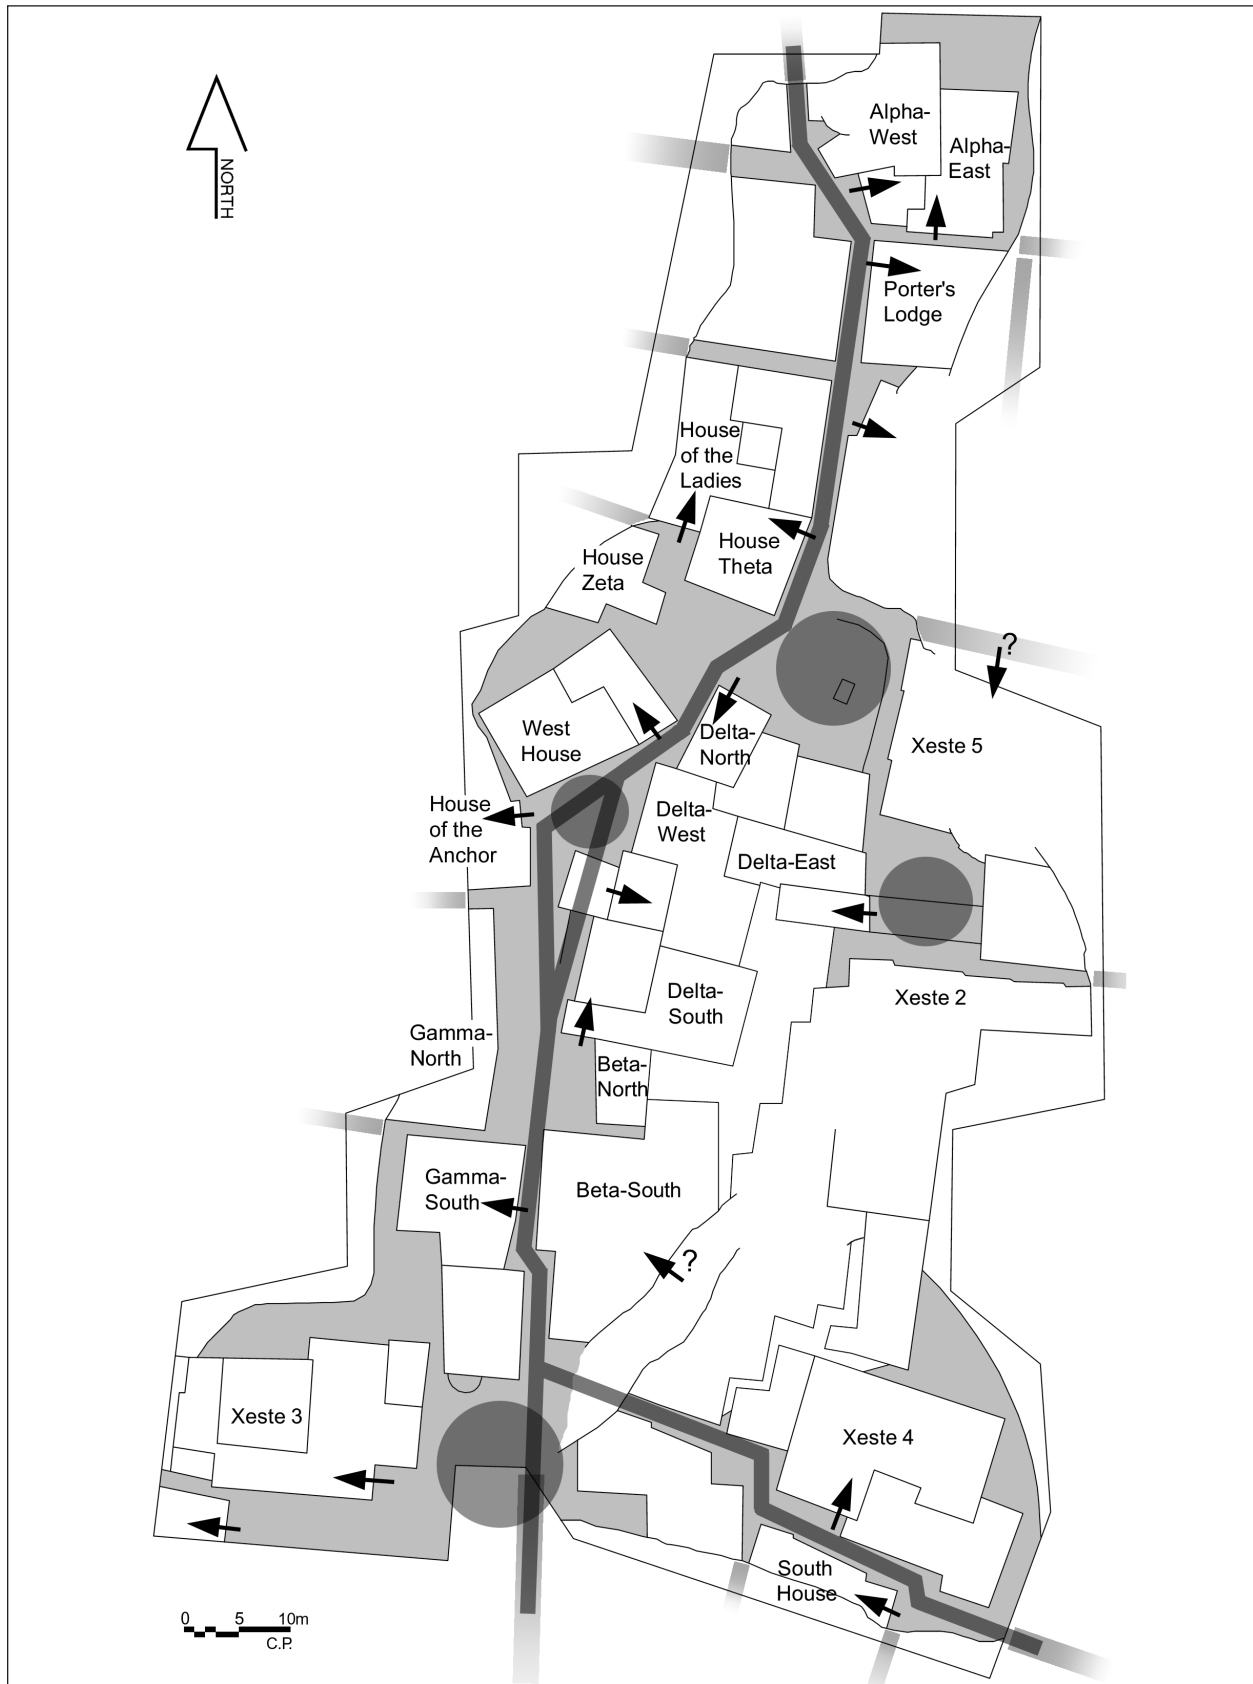 NORTH
Alpha-
West
Alpha-
East
Porter's
Lodge
House
of the
Ladies
House
Theta
House
Zeta
?
West
House
Delta-
North
Xeste 5
House
of the
Anchor
Delta-
West
Delta-East
Delta-
South
Xeste 2
Gamma-
North
Beta-
North
Gamma-
South
Beta-South
?
Xeste 3
Xeste 4
South
House
0 5 10m
C.P.